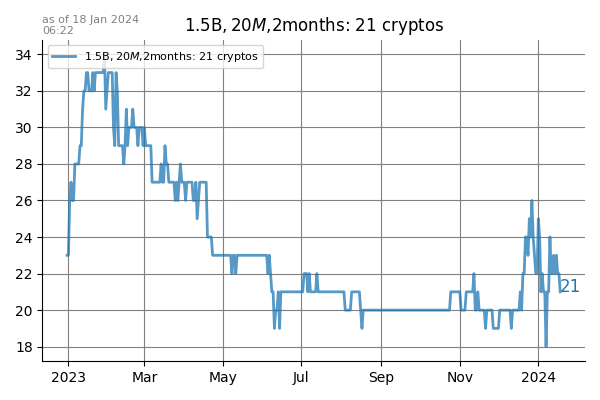 as of 18 Jan 2024
06:22
1.5B, 20M,2months: 21 cryptos
1.5B, 20M,2months: 21 cryptos
34
32
30
28
26
24
22
20
18
21
2023
Mar
May
Jul
Sep
Nov
2024